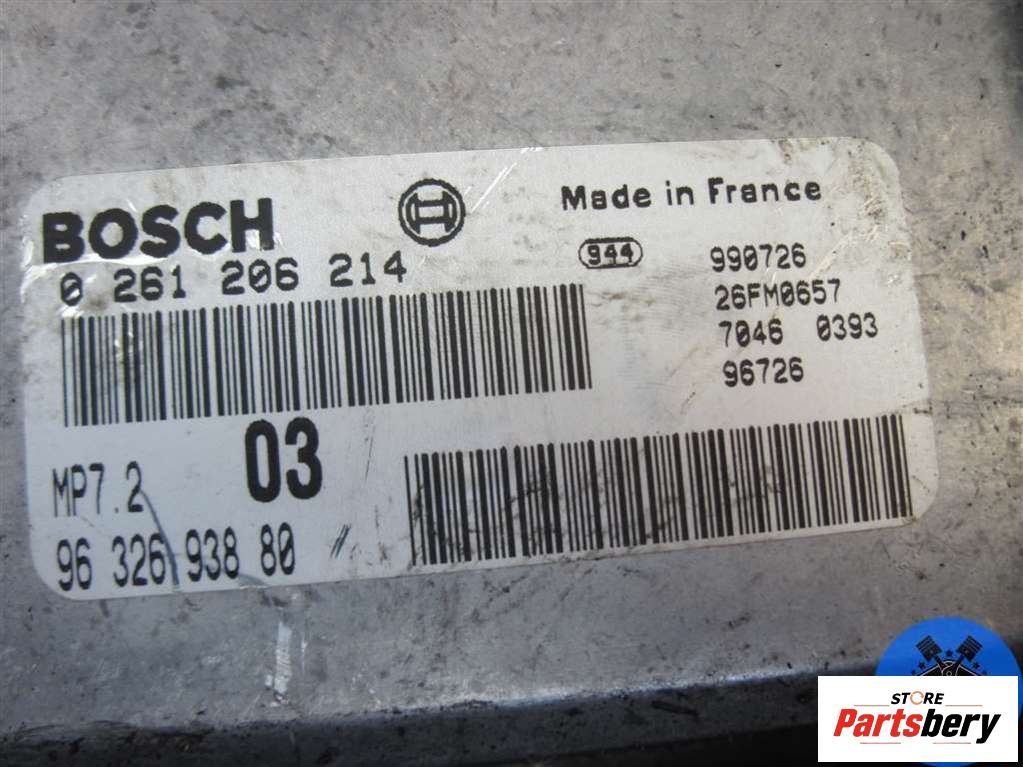 BOSCH
Made in France
0 261 206 214
944
990726
26FM0657
7046 0393
96726
03
MP7.2
96 326 938 80
STORE
Partsbery